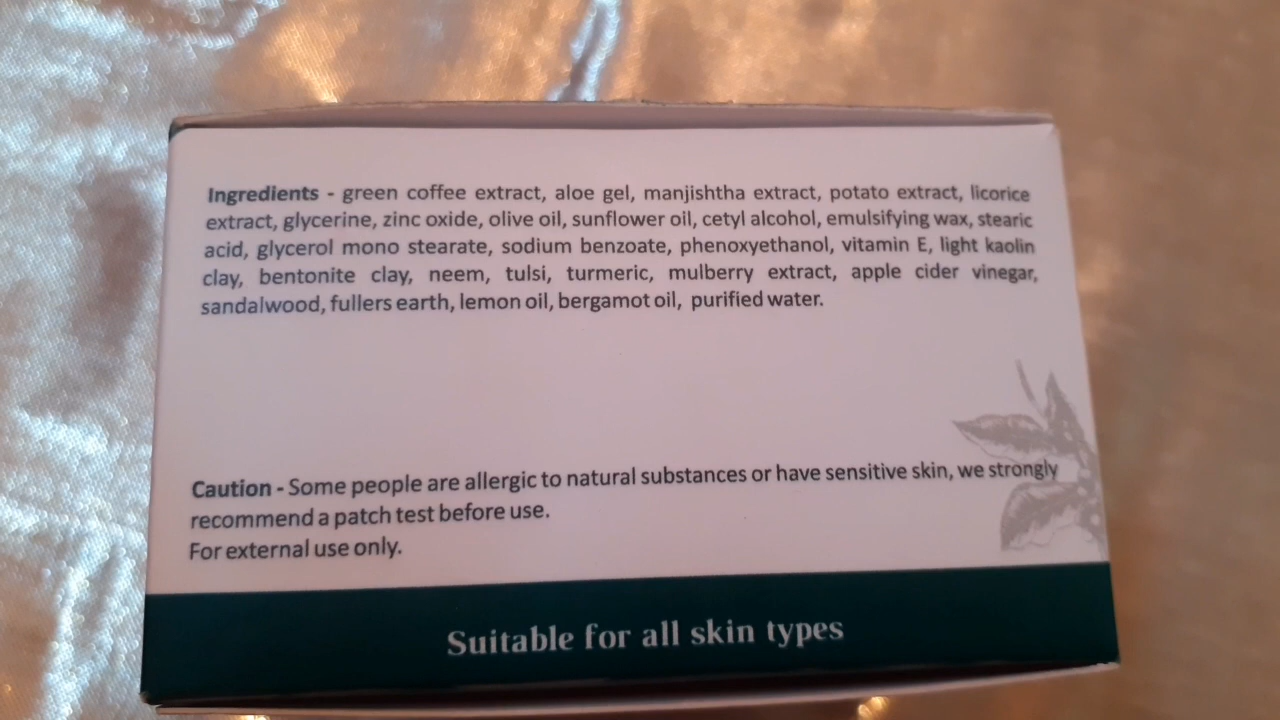 Ingredients - green coffee extract, aloe gel, manjishtha extract, potato extract, licorice
extract, glycerine, zinc oxide, olive oil, sunflower oil, cetyl alcohol, emulsifying wax, stearic
acid, glycerol mono stearate, sodium benzoate, phenoxyethanol, vitamin E, light kaolin
clay, bentonite clay, neem, tulsi, turmeric, mulberry extract, apple cider vinegar,
sandalwood, fullers earth, lemon oil, bergamot oil, purified water.
Caution - Some people are allergic to natural substances or have sensitive skin, we strongly
recommend a patch test before use.
For external use only.
Suitable for all skin types